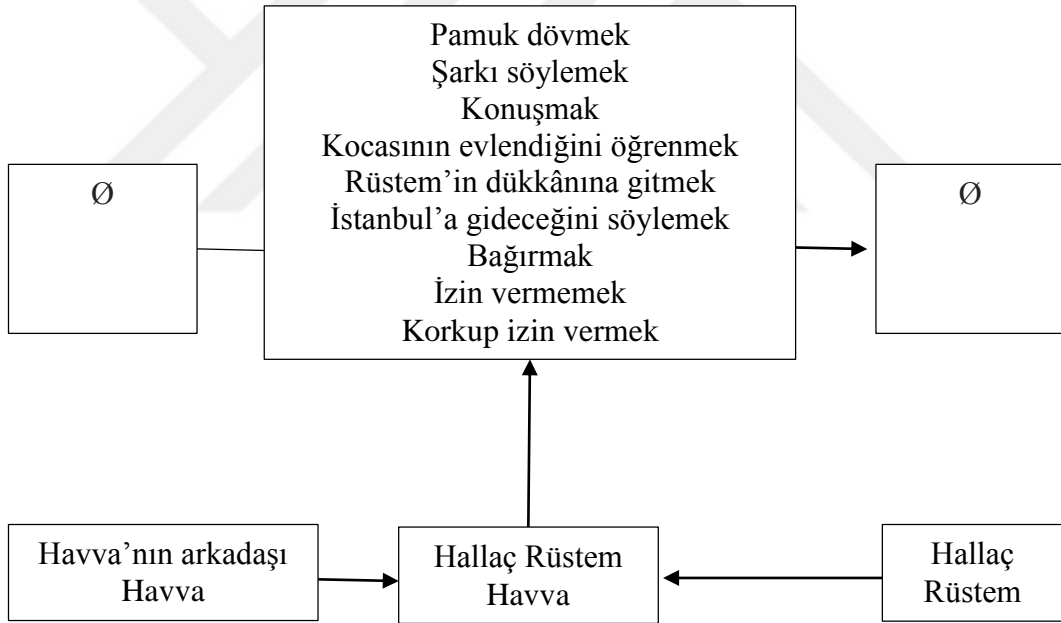 Pamuk dövmek
Şarkı söylemek
Konuşmak
Kocasının evlendiğini öğrenmek
Rüstem’in dükkânına gitmek
İstanbul’a gideceğini söylemek
Bağırmak
İzin vermemek
Korkup izin vermek
Ø
Ø
Havva’nın arkadaşı
Havva
Hallaç Rüstem
Havva
Hallaç
Rüstem